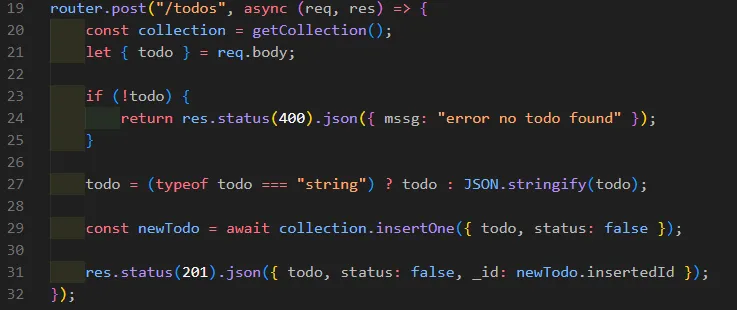 19 router.post("/todos", async (req, res) => {
20     const collection = getCollection();
21     let { todo } = req.body;
22
23     if (!todo) {
24         return res.status(400).json({ mssg: "error no todo found" });
25     }
26
27     todo = (typeof todo === "string") ? todo : JSON.stringify(todo);
28
29     const newTodo = await collection.insertOne({ todo, status: false });
30
31     res.status(201).json({ todo, status: false, _id: newTodo.insertedId });
32 });